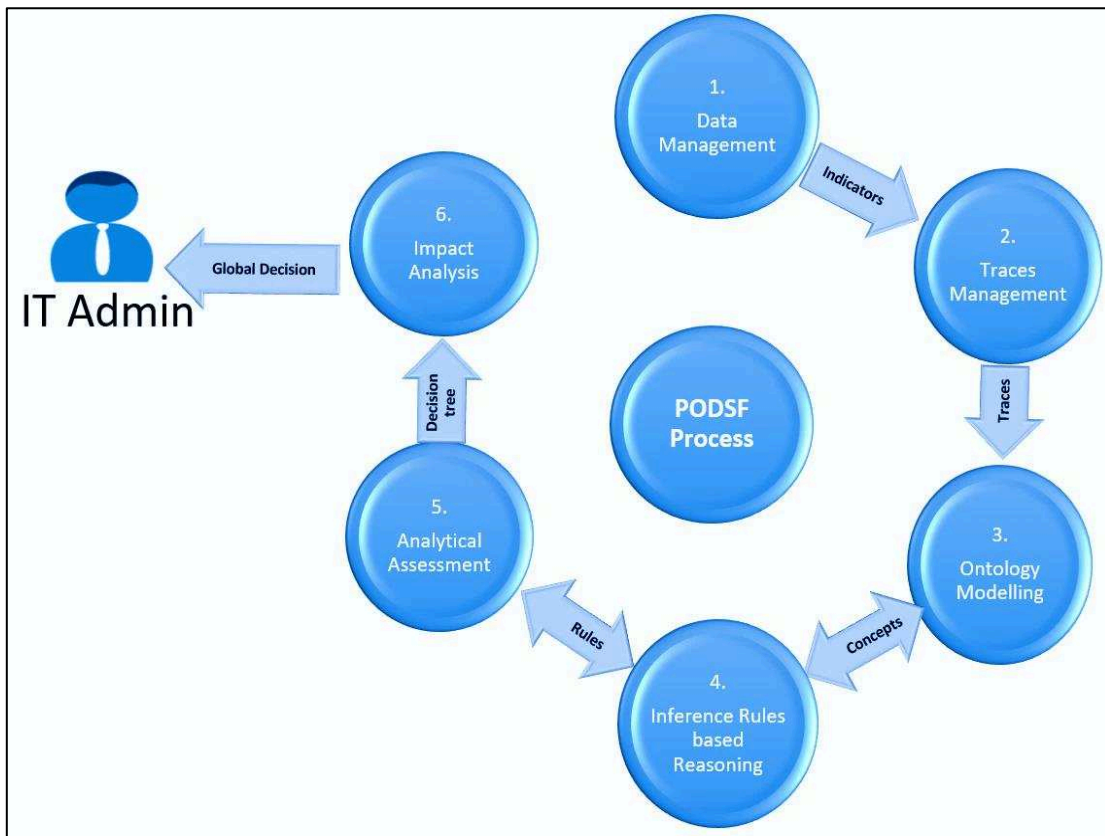 1.
Data
Management
Indicators
2.
Traces
Management
Traces
3.
Ontology
Modelling
Concepts
4.
Inference Rules
based
Reasoning
Rules
5.
Analytical
Assessment
Decision
tree
6.
Impact
Analysis
Global Decision
IT Admin
PODSF
Process